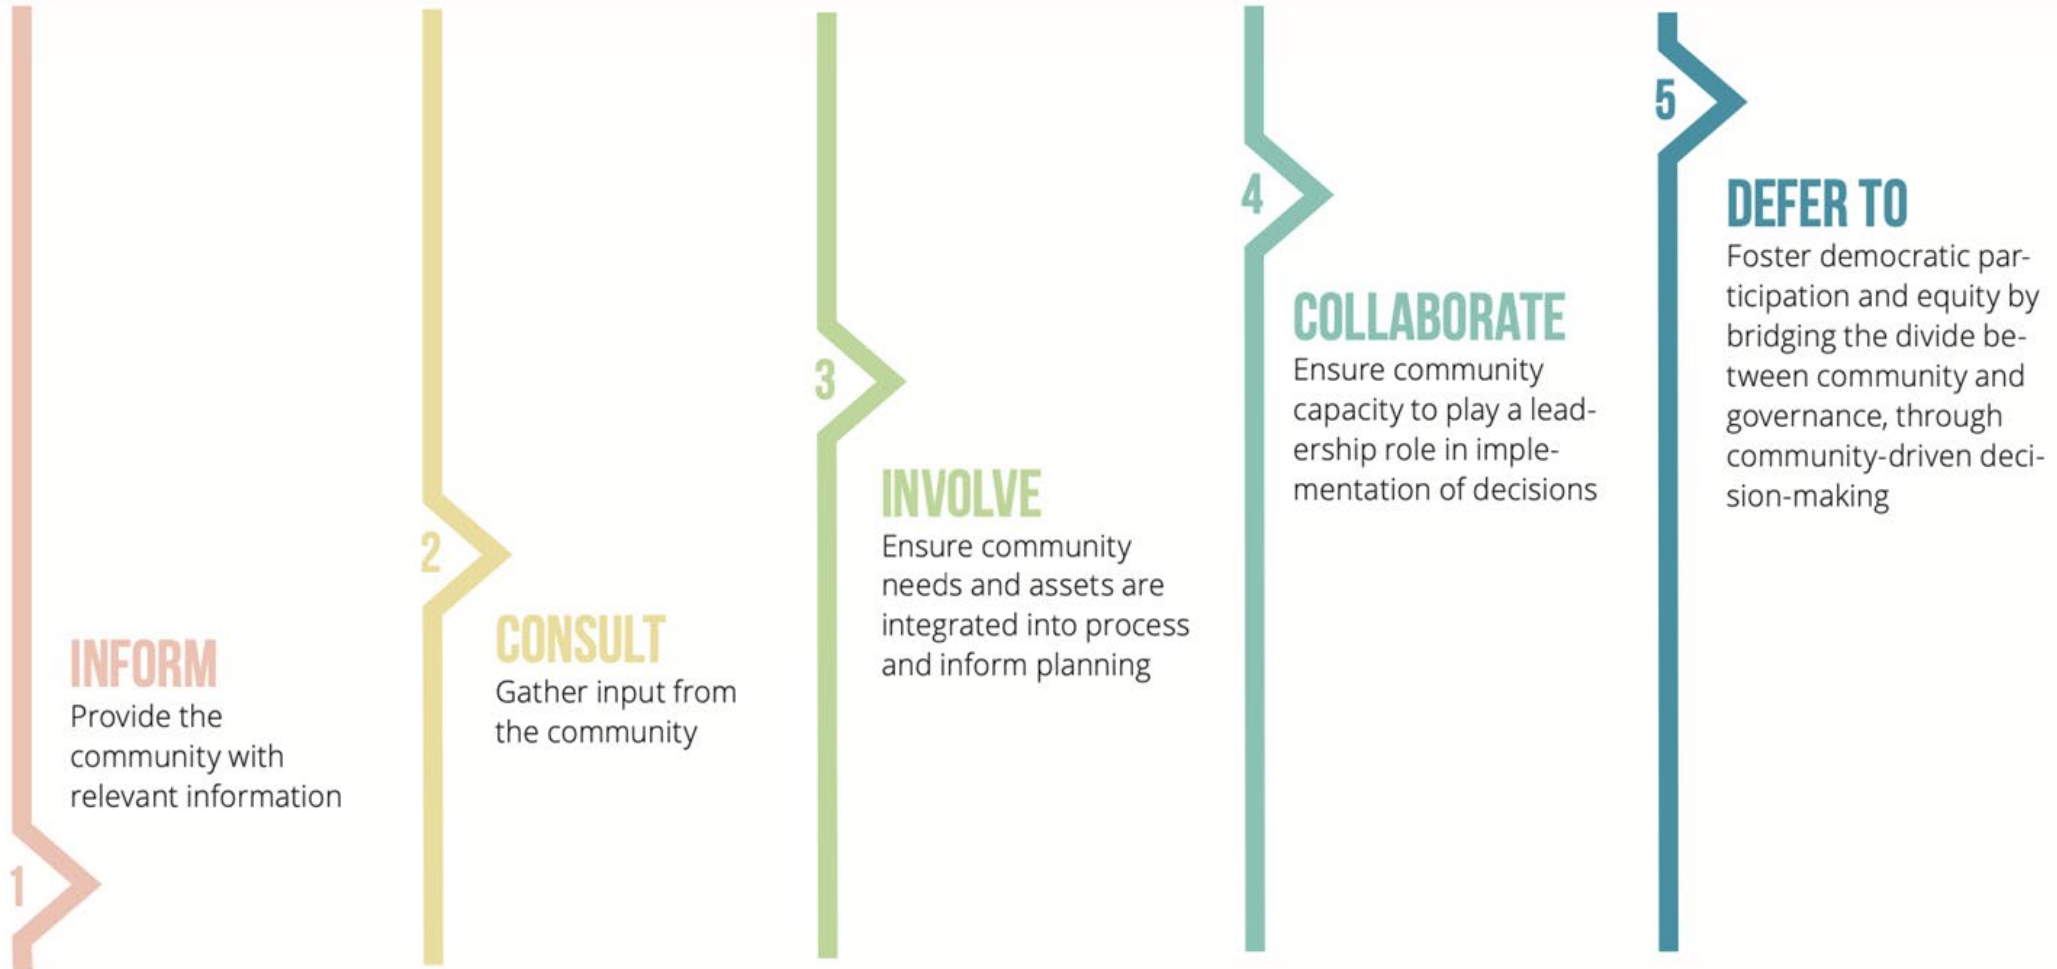 1
INFORM
Provide the
community with
relevant information
2
CONSULT
Gather input from
the community
3
INVOLVE
Ensure community
needs and assets are
integrated into process
and inform planning
4
COLLABORATE
Ensure community
capacity to play a lead-
ership role in imple-
mentation of decisions
5
DEFER TO
Foster democratic par-
ticipation and equity by
bridging the divide be-
tween community and
governance, through
community-driven deci-
sion-making